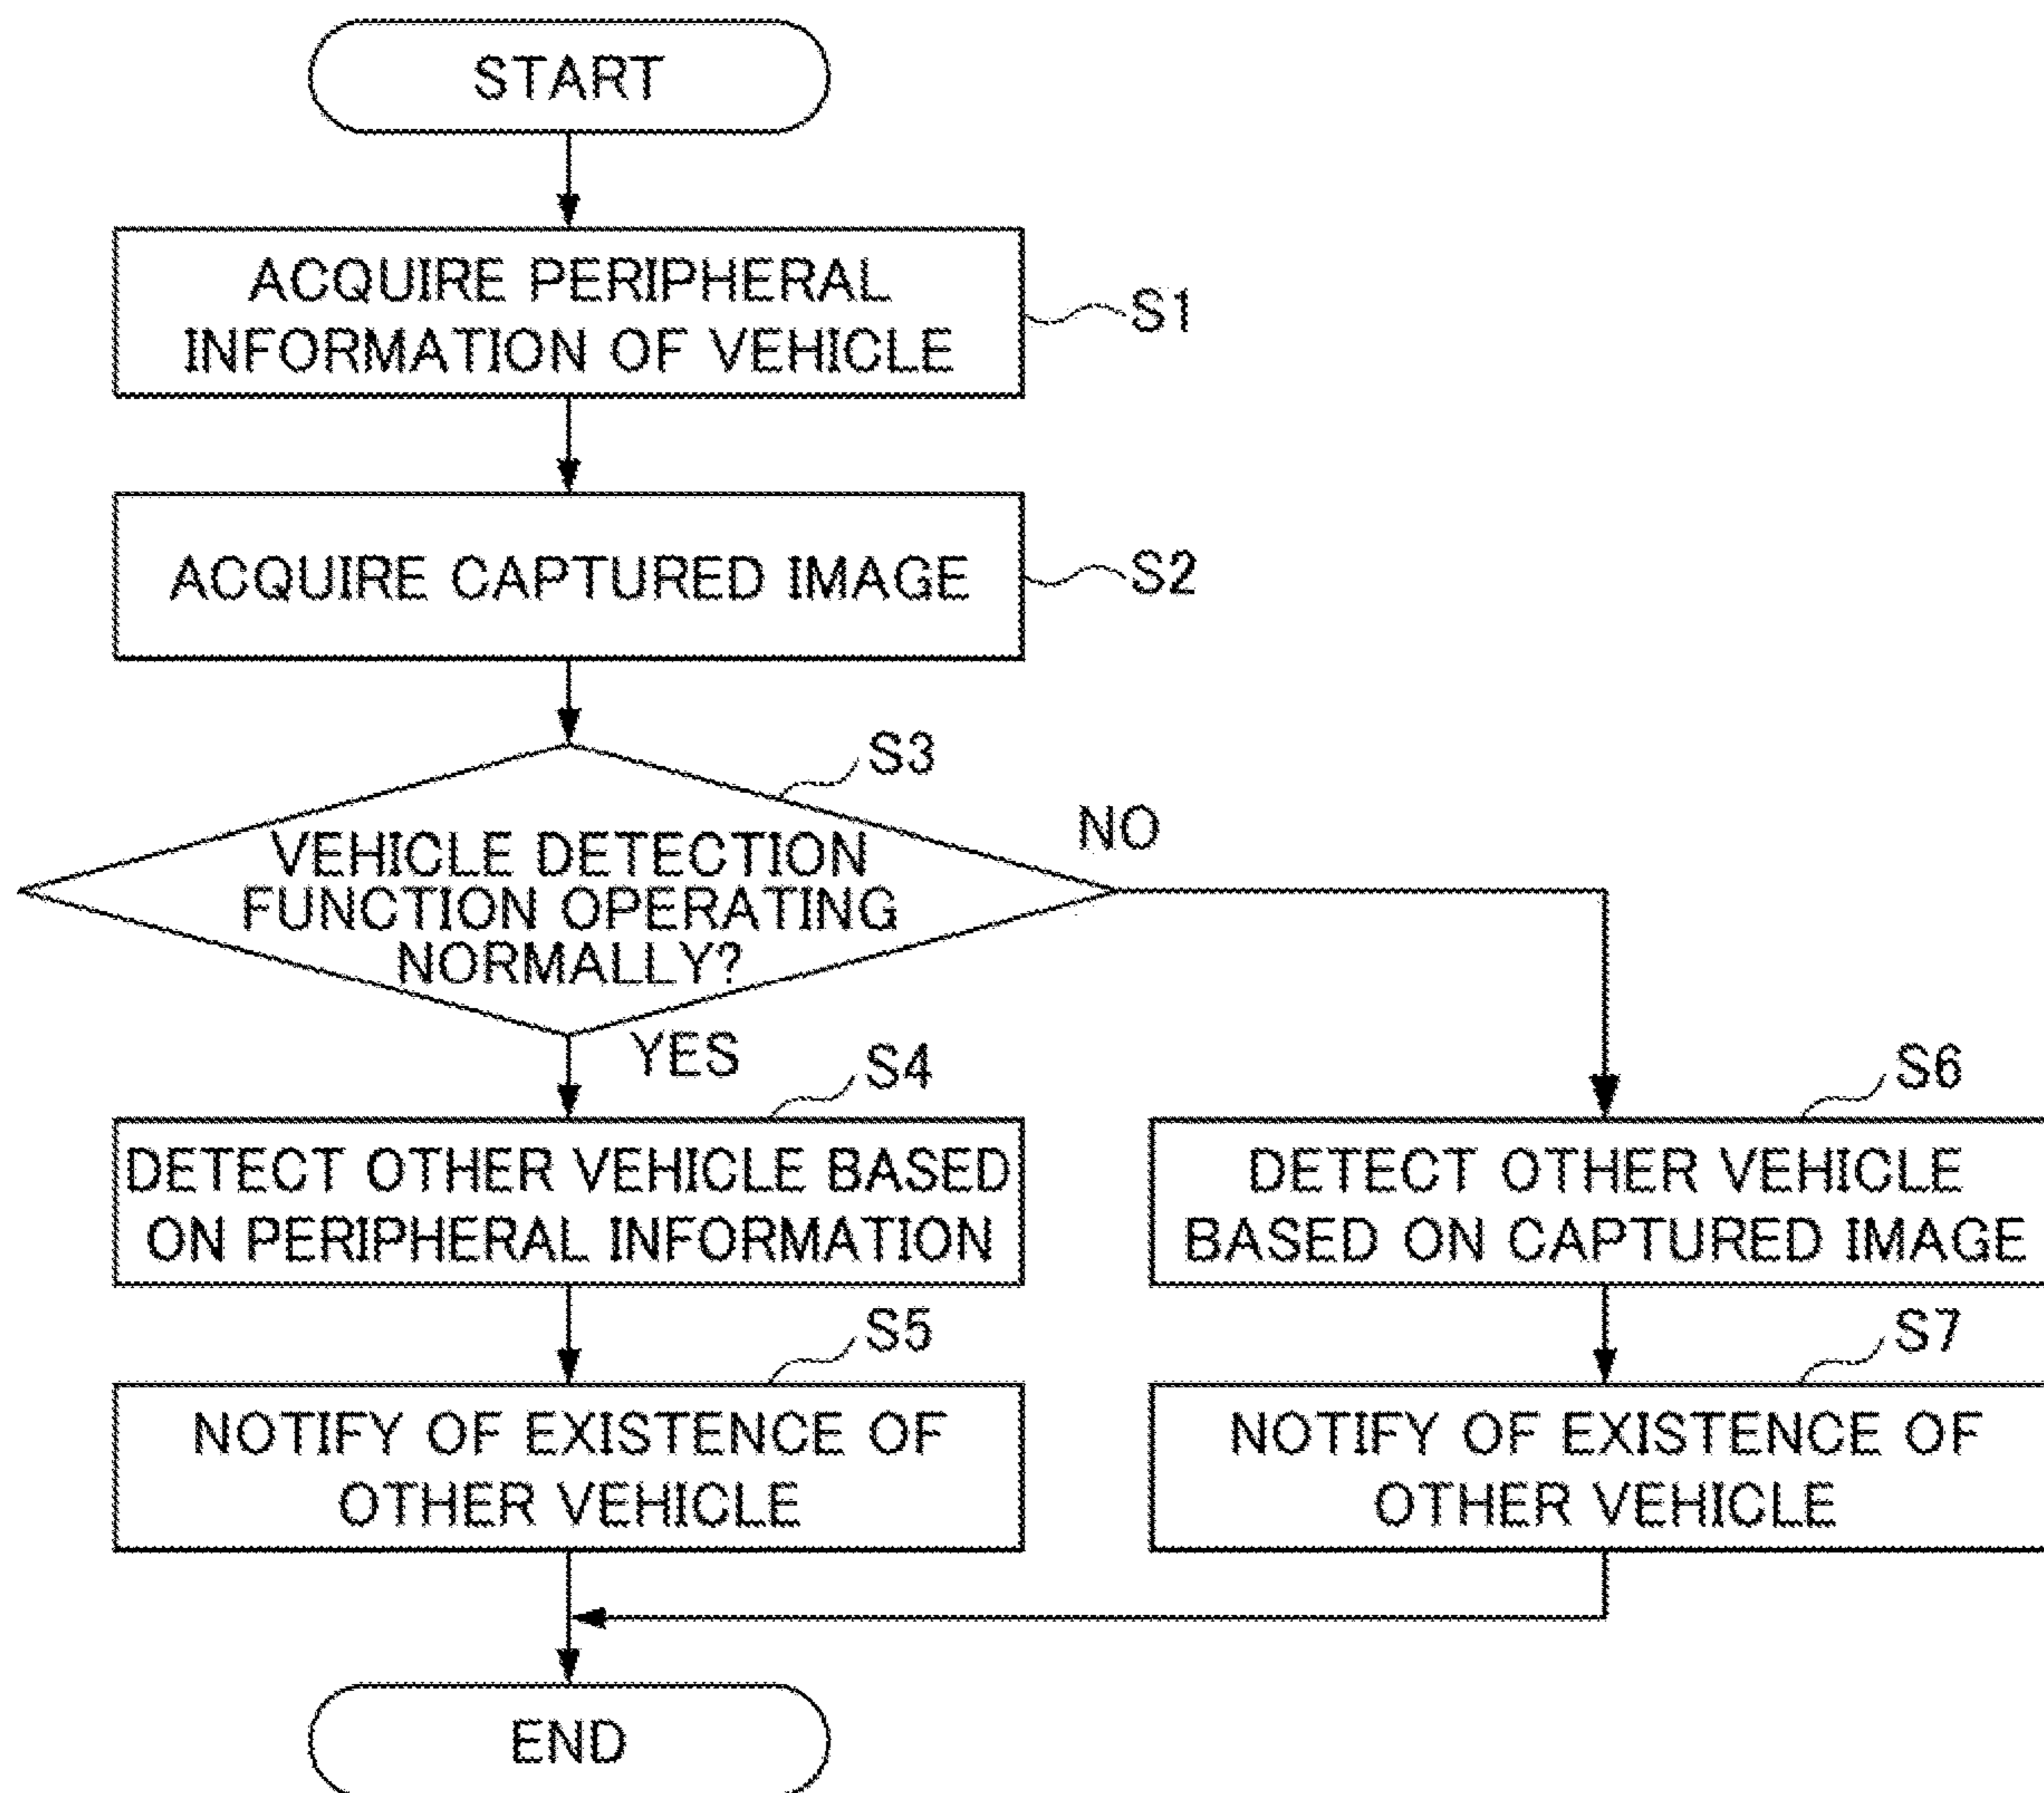 START
ACQUIRE PERIPHERAL
INFORMATION OF VEHICLE
S1
ACQUIRE CAPTURED IMAGE
S2
S3
VEHICLE DETECTION
FUNCTION OPERATING
NORMALLY?
NO
YES
S4
DETECT OTHER VEHICLE BASED
ON PERIPHERAL INFORMATION
S6
DETECT OTHER VEHICLE
BASED ON CAPTURED IMAGE
S5
NOTIFY OF EXISTENCE OF
OTHER VEHICLE
S7
NOTIFY OF EXISTENCE OF
OTHER VEHICLE
END